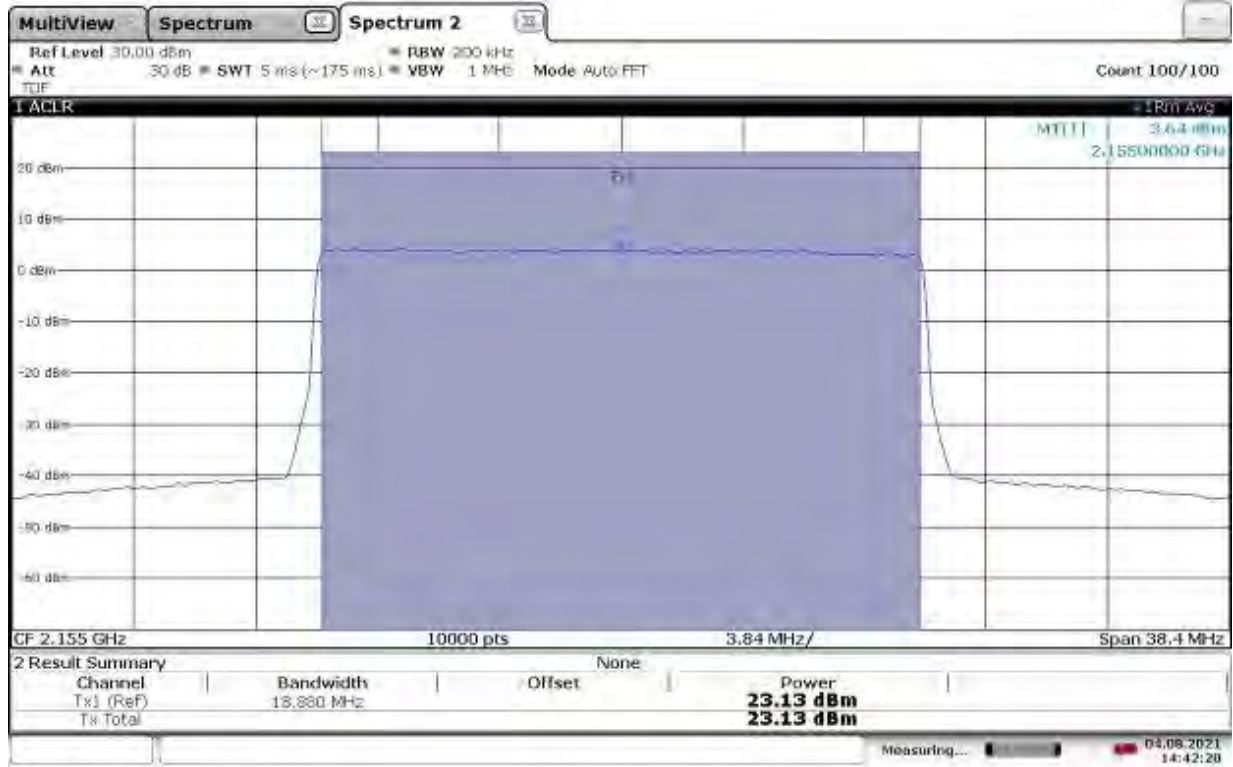 MultiView Spectrum Spectrum 2
Ref Level 30.00 dBm RBW 200 kHz
Att 30 dB SWT 5 ms (~175 ms) VBW 1 MHz Mode Auto FFT Count 100/100
TDF
1 ACLR 1Rm Avg
3.64 dBm
2.15500000 GHz
Tx1
20 dBm
10 dBm
0 dBm
-10 dBm
-20 dBm
-30 dBm
-40 dBm
-50 dBm
-60 dBm
CF 2.155 GHz 10000 pts 3.84 MHz/ Span 38.4 MHz
2 Result Summary None
Channel Bandwidth Offset Power
Tx1 (Ref) 18.880 MHz 23.13 dBm
Tx Total 23.13 dBm
Measuring... 04.08.2021
14:42:20